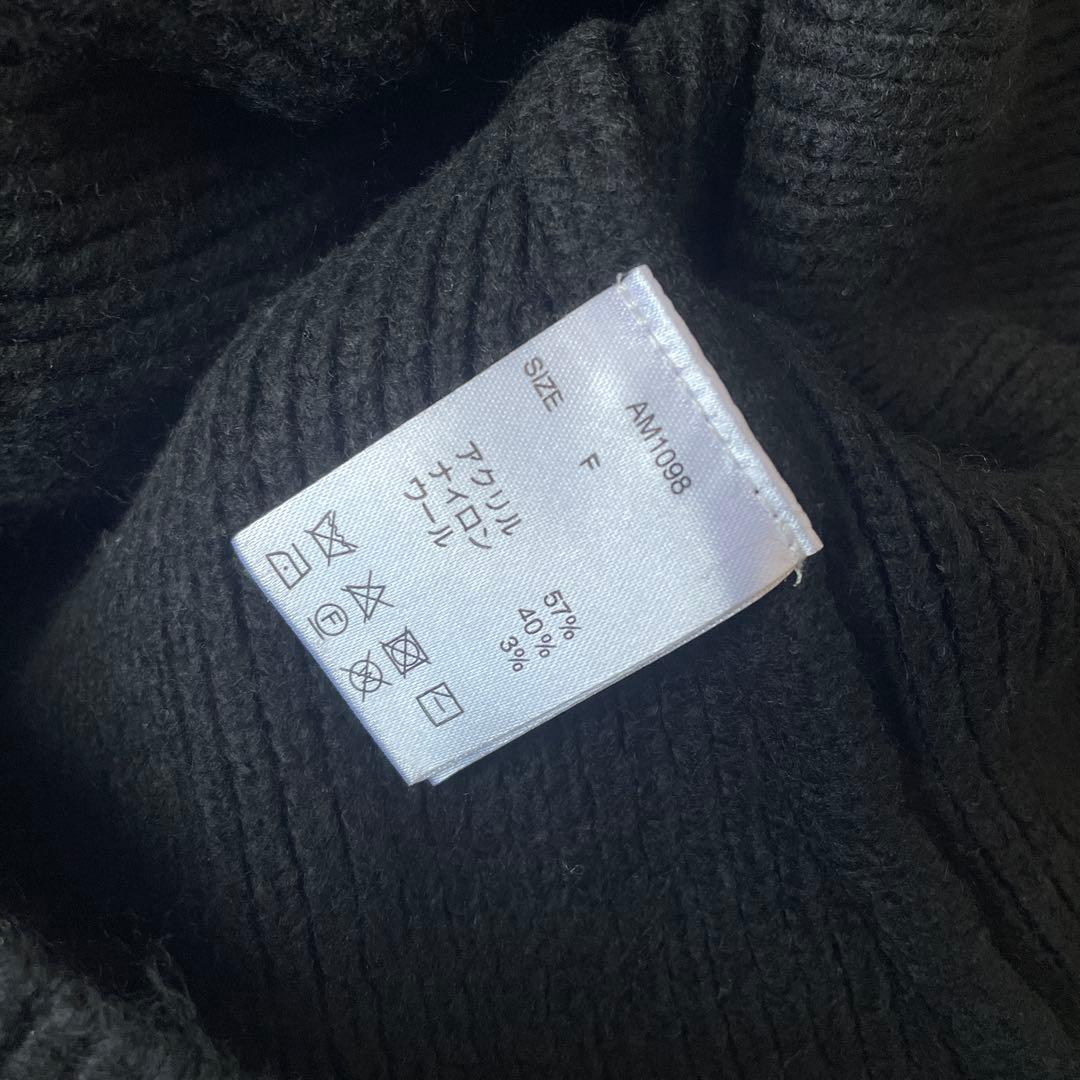 AM1098
SIZE F
アクリル 57%
ナイロン 40%
ウール 3%
F